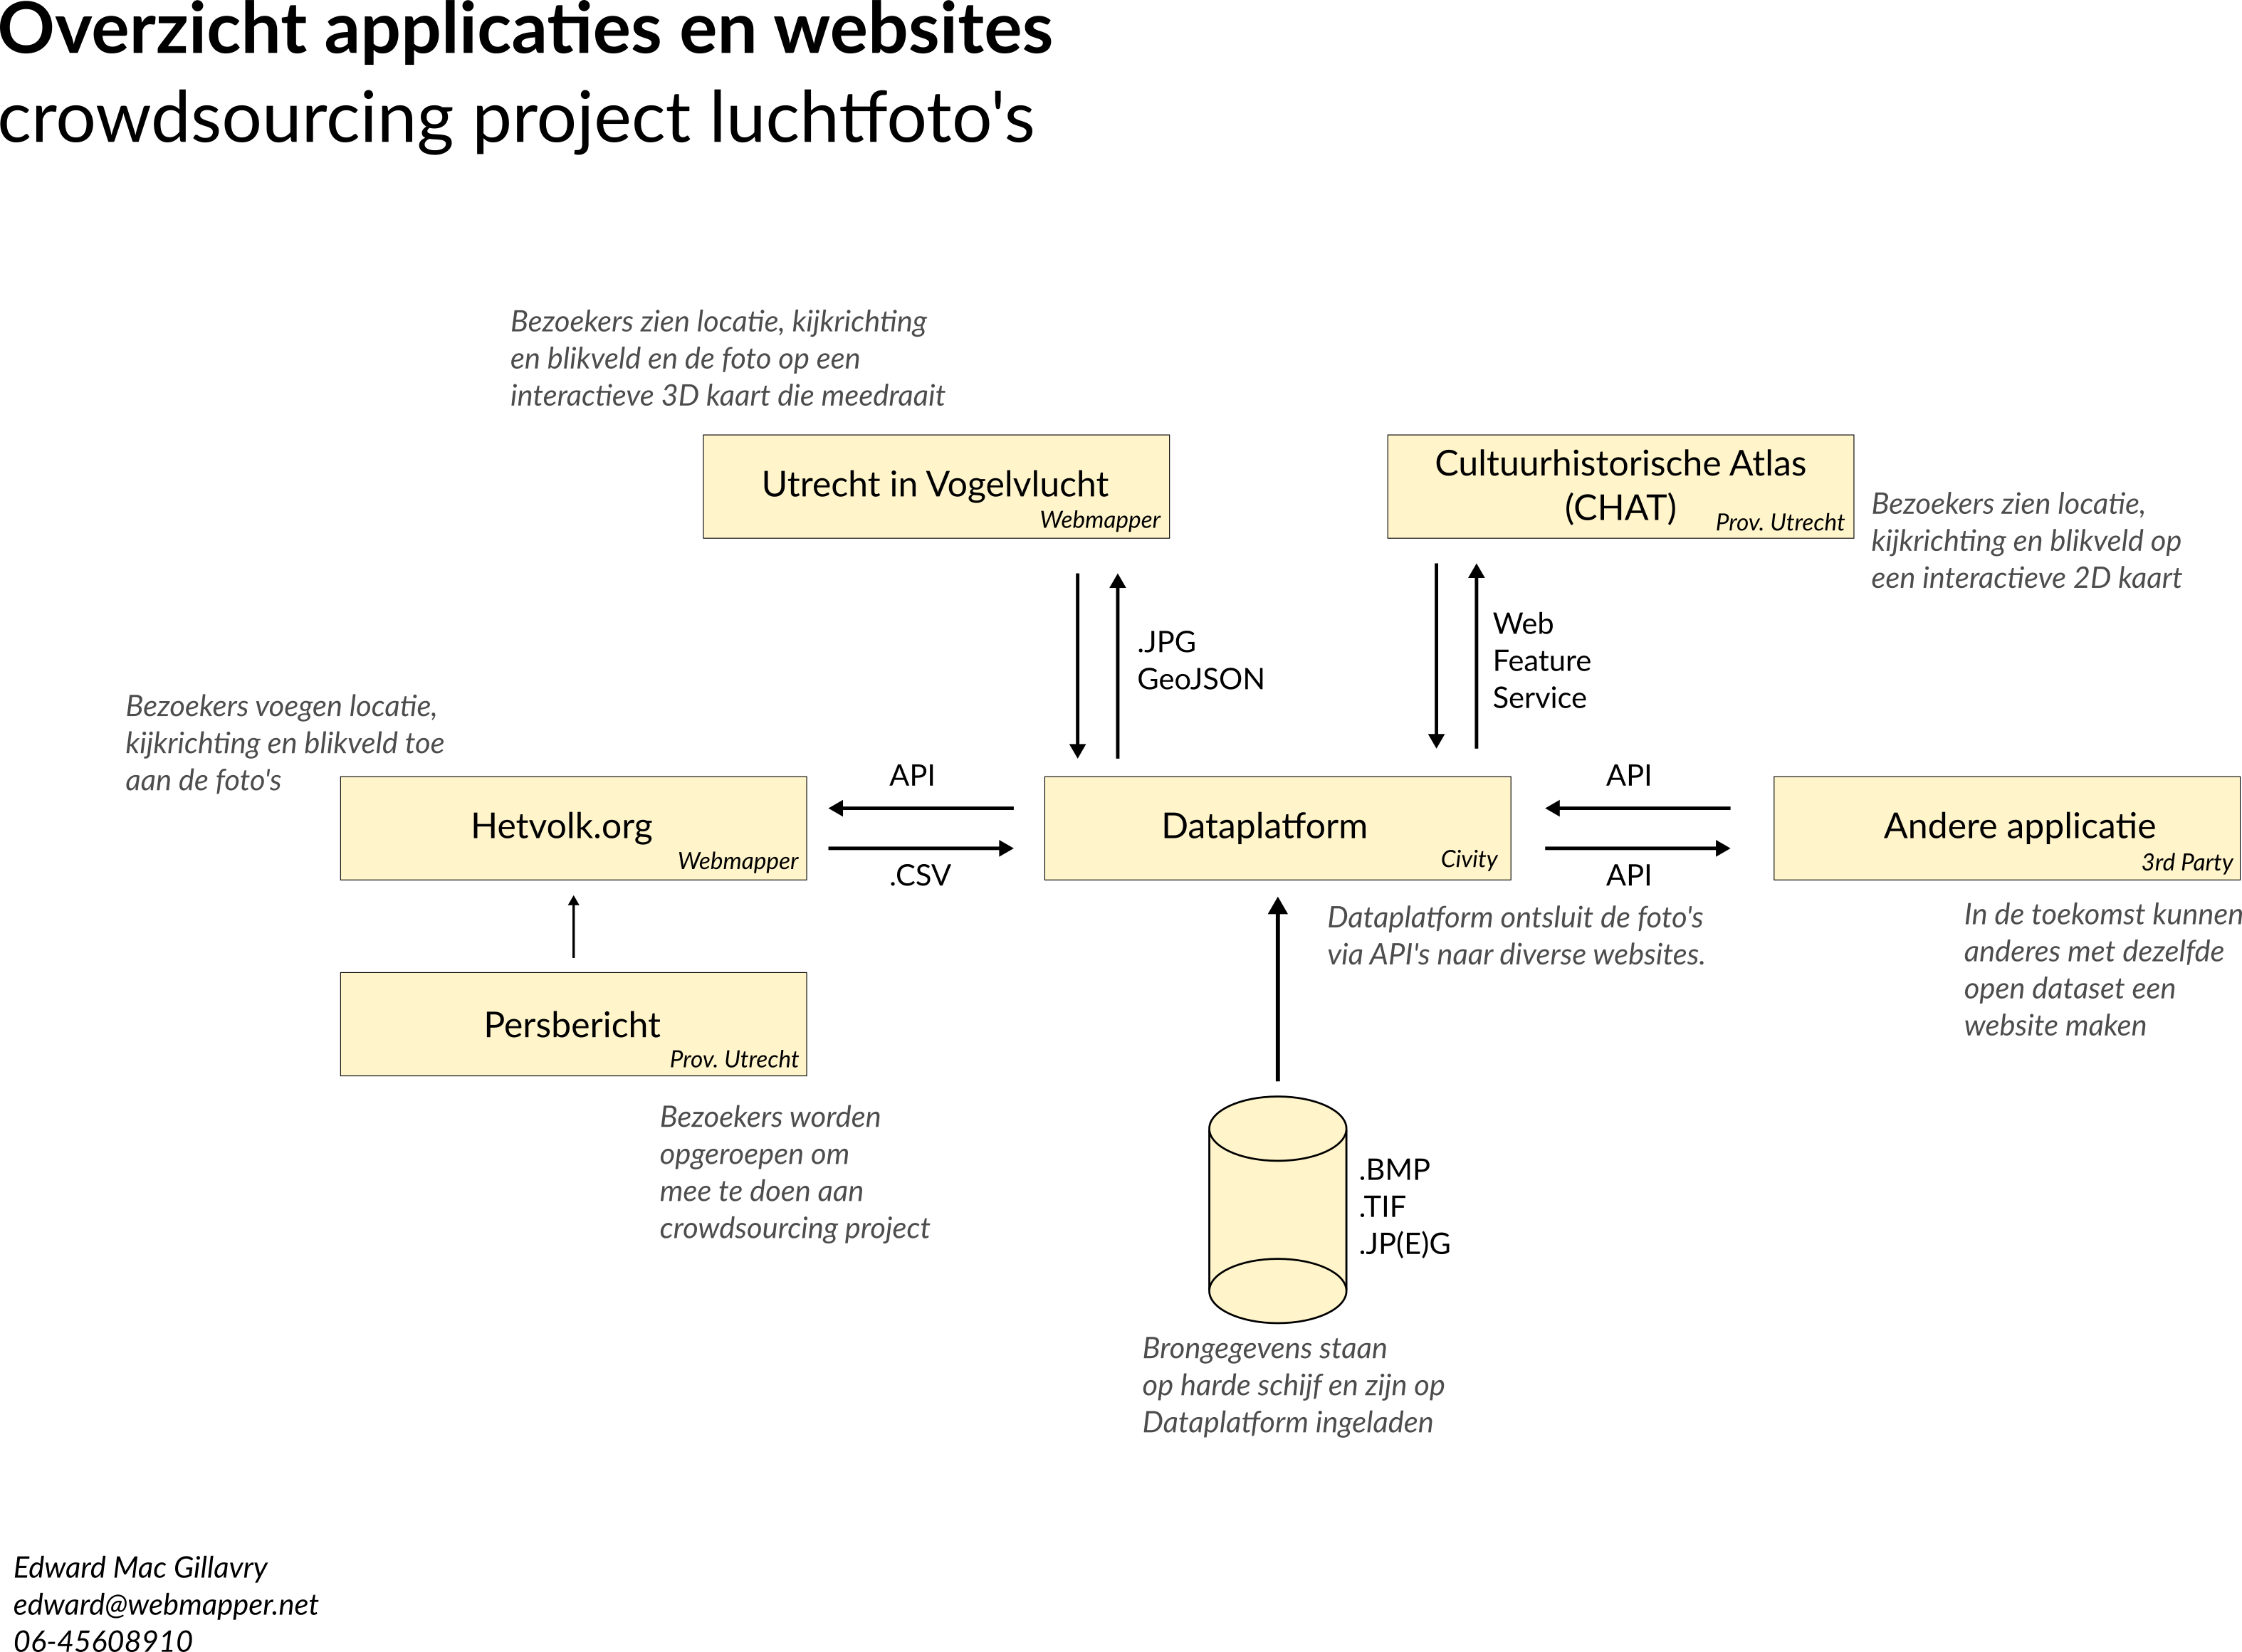 Overzicht applicaties en websites
crowdsourcing project luchtfoto's
Bezoekers zien locatie, kijkrichting
en blikveld en de foto op een
interactieve 3D kaart die meedraait
Utrecht in Vogelvlucht
Webmapper
Cultuurhistorische Atlas
(CHAT)
Prov. Utrecht
Bezoekers zien locatie,
kijkrichting en blikveld op
een interactieve 2D kaart
.JPG
GeoJSON
Web
Feature
Service
Bezoekers voegen locatie,
kijkrichting en blikveld toe
aan de foto's
Hetvolk.org
Webmapper
API
.CSV
Dataplatform
Civity
API
API
Andere applicatie
3rd Party
Dataplatform ontsluit de foto's
via API's naar diverse websites.
In de toekomst kunnen
anderes met dezelfde
open dataset een
website maken
Persbericht
Prov. Utrecht
Bezoekers worden
opgeroepen om
mee te doen aan
crowdsourcing project
.BMP
.TIF
.JP(E)G
Brongegevens staan
op harde schijf en zijn op
Dataplatform ingeladen
Edward Mac Gillavry
edward@webmapper.net
06-45608910